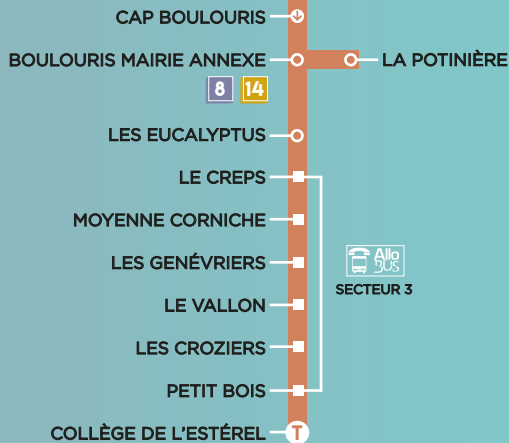 CAP BOULOURIS
BOULOURIS MAIRIE ANNEXE
LA POTINIÈRE
8 14
LES EUCALYPTUS
LE CREPS
MOYENNE CORNICHE
LES GENÉVRIERS
Allo
BUS
SECTEUR 3
LE VALLON
LES CROZIERS
PETIT BOIS
COLLÈGE DE L'ESTÉREL
T